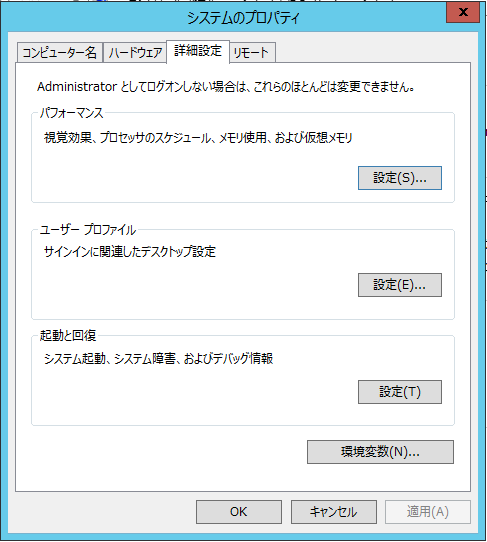 システムのプロパティ
x
コンピューター名 ハードウェア 詳細設定 リモート
Administrator としてログオンしない場合は、これらのほとんどは変更できません。
パフォーマンス
視覚効果、プロセッサのスケジュール、メモリ使用、および仮想メモリ
設定(S)...
ユーザー プロファイル
サインインに関連したデスクトップ設定
設定(E)...
起動と回復
システム起動、システム障害、およびデバッグ情報
設定(T)
環境変数(N)...
OK キャンセル 適用(A)